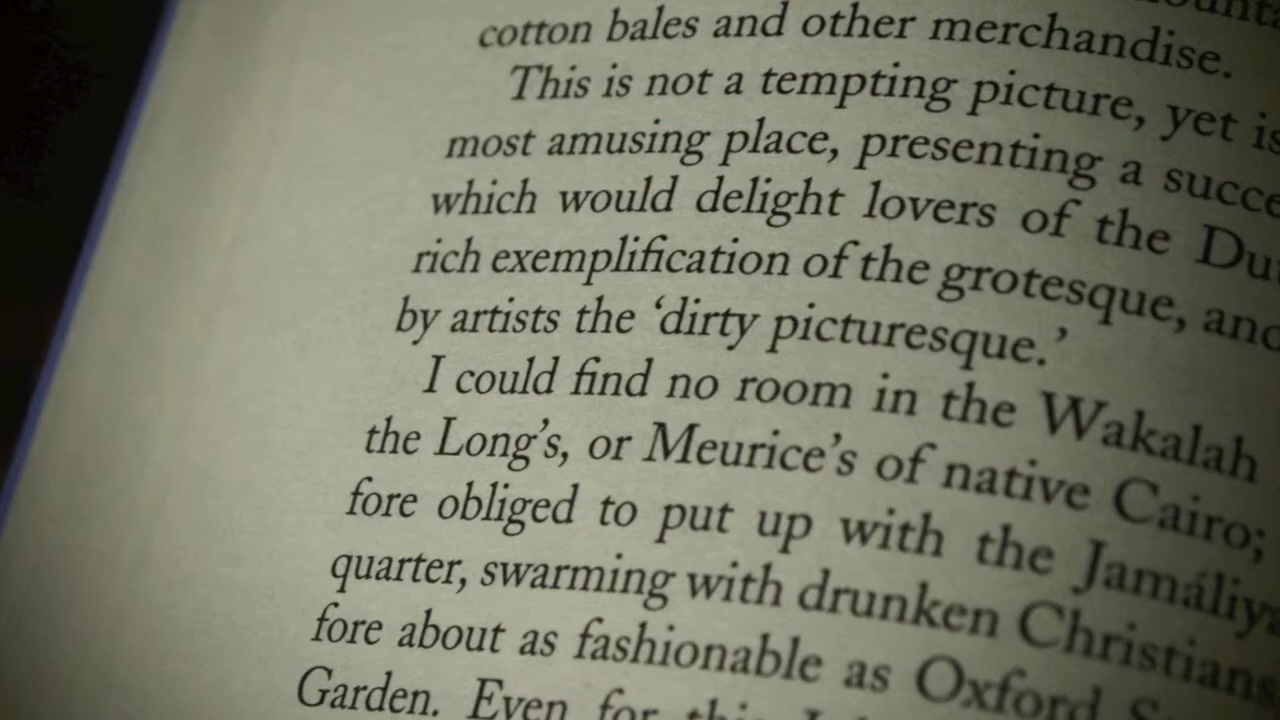 cotton bales and other merchandise.
This is not a tempting picture, yet is
most amusing place, presenting a succe
which would delight lovers of the Du
rich exemplification of the grotesque, and
by artists the ‘dirty picturesque.’
I could find no room in the Wakalah
the Long’s, or Meurice’s of native Cairo;
fore obliged to put up with the Jamáliy
quarter, swarming with drunken Christians
fore about as fashionable as Oxford S
Garden. Even for this